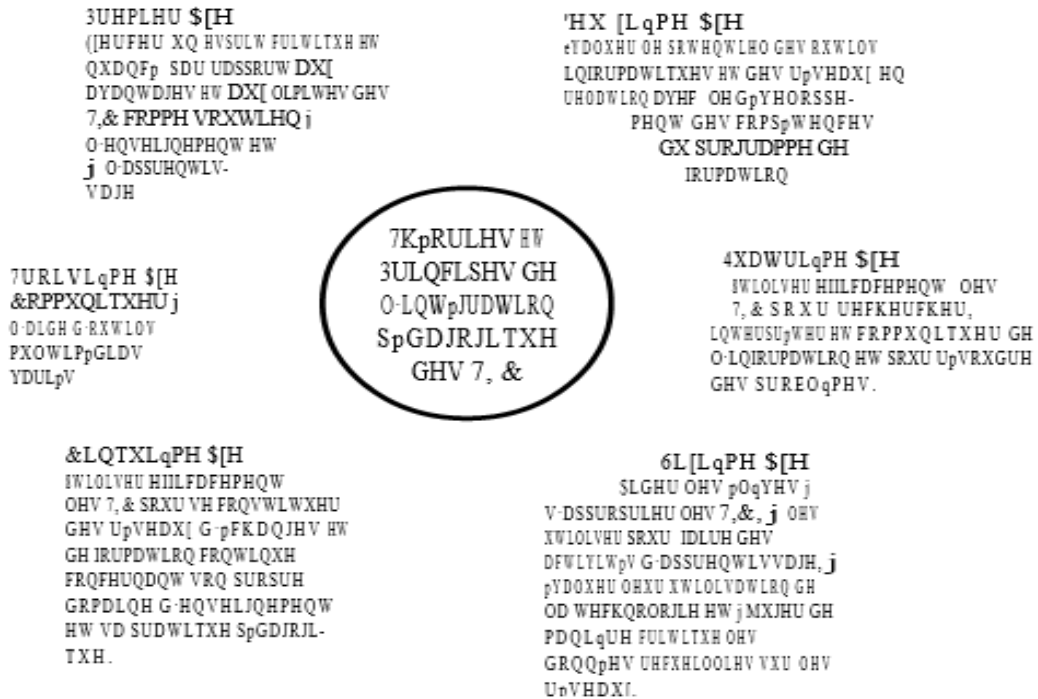 3UHPLHU $[H
([HUFHU XQ HVSULW FULWLTXH HW
QXDQFp SDU UDSSRUW DX[
DYDQWDJHV HW DX[ OLPLWHV GHV
7,& FRPPH VRXWLHQ j
O·HQVHLJQHPHQW HW
j O·DSSUHQWLV-
VDJH
'HX [LqPH $[H
eYDOXHU OH SRWHQWLHO GHV RXWLOV
LQIRUPDWLTXHV HW GHV UpVHDX[ HQ
UHODWLRQ DYHF OH GpYHORSSH-
PHQW GHV FRPSpWHQFHV
GX SURJUDPPH GH
IRUPDWLRQ
7KpRULHV HW
3ULQFLSHV GH
O·LQWpJUDWLRQ
SpGDJRJLTXH
GHV 7, &
7URLVLqPH $[H
&RPPXQLTXHU j
O·DLGH G·RXWLOV
PXOWLPpGLDV
YDULpV
4XDWULqPH $[H
8WLOLVHU HIILFDFHPHQW OHV
7, & S R X U UHFKHUFKHU,
LQWHUSUpWHU HW FRPPXQLTXHU GH
O·LQIRUPDWLRQ HW SRXU UpVRXGUH
GHV SUREOqPHV.
&LQTXLqPH $[H
8WLOLVHU HIILFDFHPHQW
OHV 7,& SRXU VH FRQVWLWXHU
GHV UpVHDX[ G·pFKDQJHV HW
GH IRUPDWLRQ FRQWLQXH
FRQFHUQDQW VRQ SURSUH
GRPDLQH G·HQVHLJQHPHQW
HW VD SUDWLTXH SpGDJRJL-
TXH.
6L[LqPH $[H
$LGHU OHV pOqYHV j
V·DSSURSULHU OHV 7,&, j OHV
XWLOLVHU SRXU IDLUH GHV
DFWLYLWpV G·DSSUHQWLVVDJH, j
pYDOXHU OHXU XWLOLVDWLRQ GH
OD WHFKQRORJLH HW j MXJHU GH
PDQLqUH FULWLTXH OHV
GRQQpHV UHFXHLOOLHV VXU OHV
UpVHDX[.